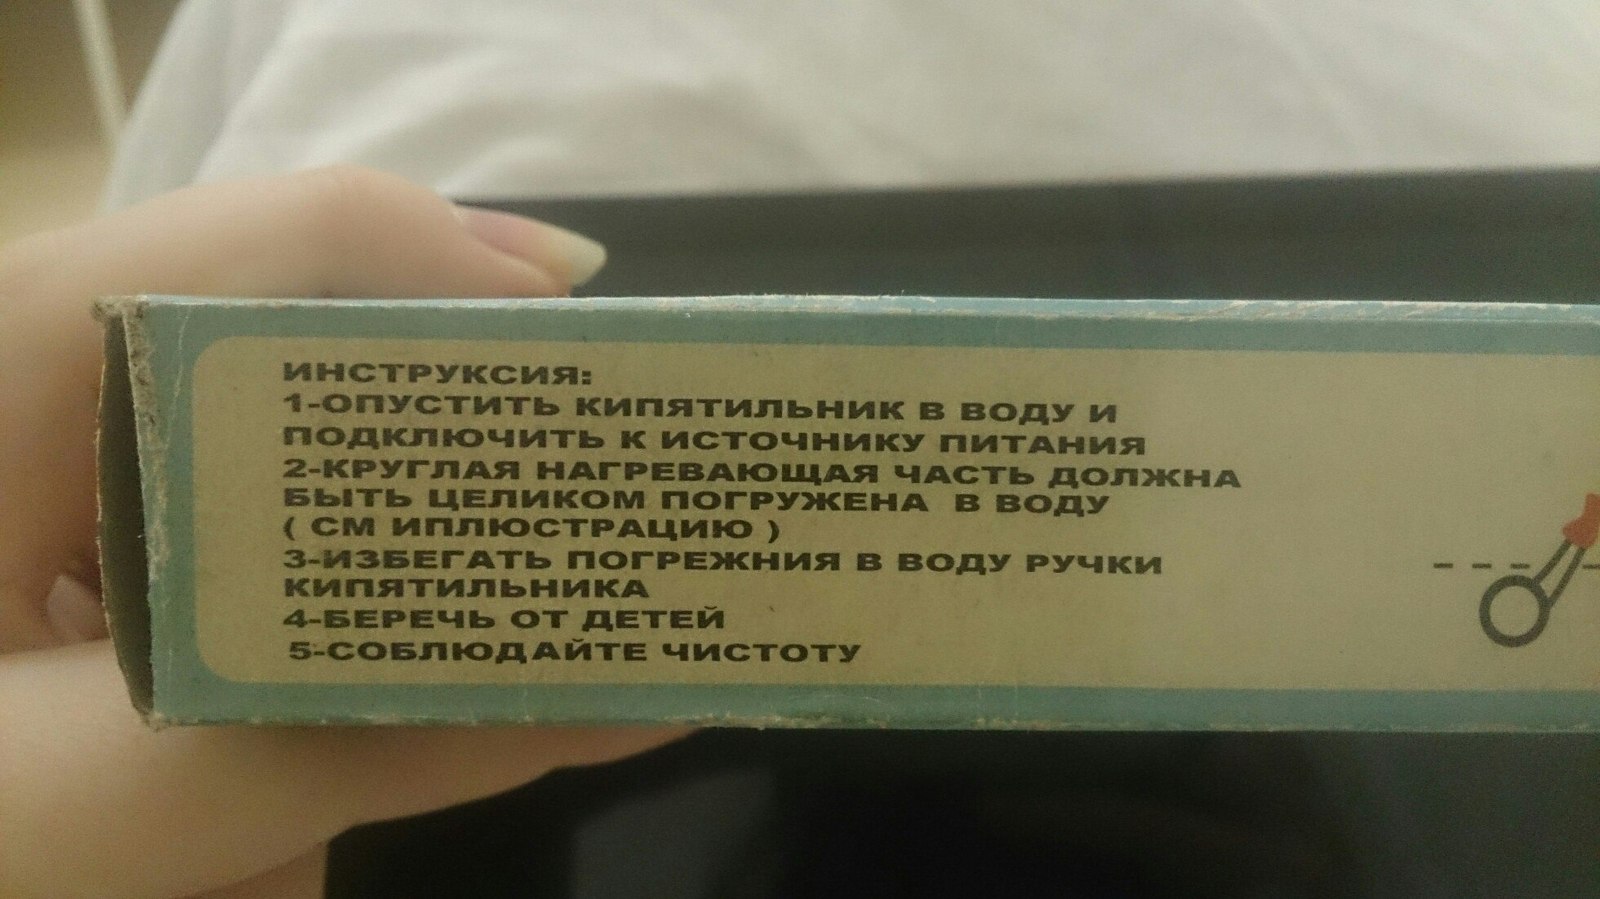 ИНСТРУКСИЯ:
1-ОПУСТИТЬ КИПЯТИЛЬНИК В ВОДУ И
ПОДКЛЮЧИТЬ К ИСТОЧНИКУ ПИТАНИЯ
2-КРУГЛАЯ НАГРЕВАЮЩАЯ ЧАСТЬ ДОЛЖНА
БЫТЬ ЦЕЛИКОМ ПОГРУЖЕНА В ВОДУ
( СМ ИПЛЮСТРАЦИЮ )
3-ИЗБЕГАТЬ ПОГРЕЖНИЯ В ВОДУ РУЧКИ
КИПЯТИЛЬНИКА
4-БЕРЕЧЬ ОТ ДЕТЕЙ
5-СОБЛЮДАЙТЕ ЧИСТОТУ